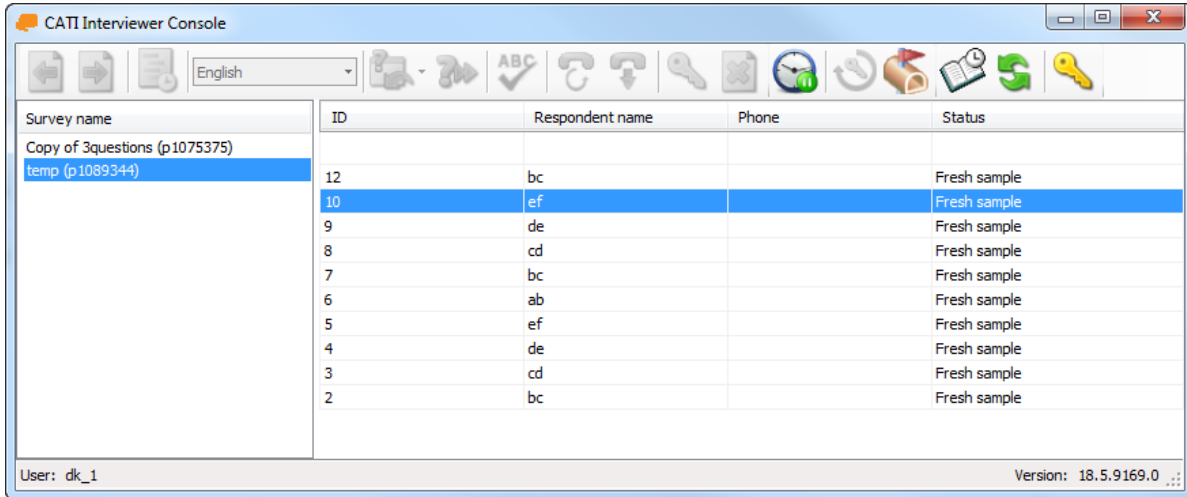 CATI Interviewer Console
English
ABC
Survey name
Copy of 3questions (p1075375)
temp (p1089344)
ID Respondent name Phone Status
12 bc Fresh sample
10 ef Fresh sample
9 de Fresh sample
8 cd Fresh sample
7 bc Fresh sample
6 ab Fresh sample
5 ef Fresh sample
4 de Fresh sample
3 cd Fresh sample
2 bc Fresh sample
User: dk_1
Version: 18.5.9169.0